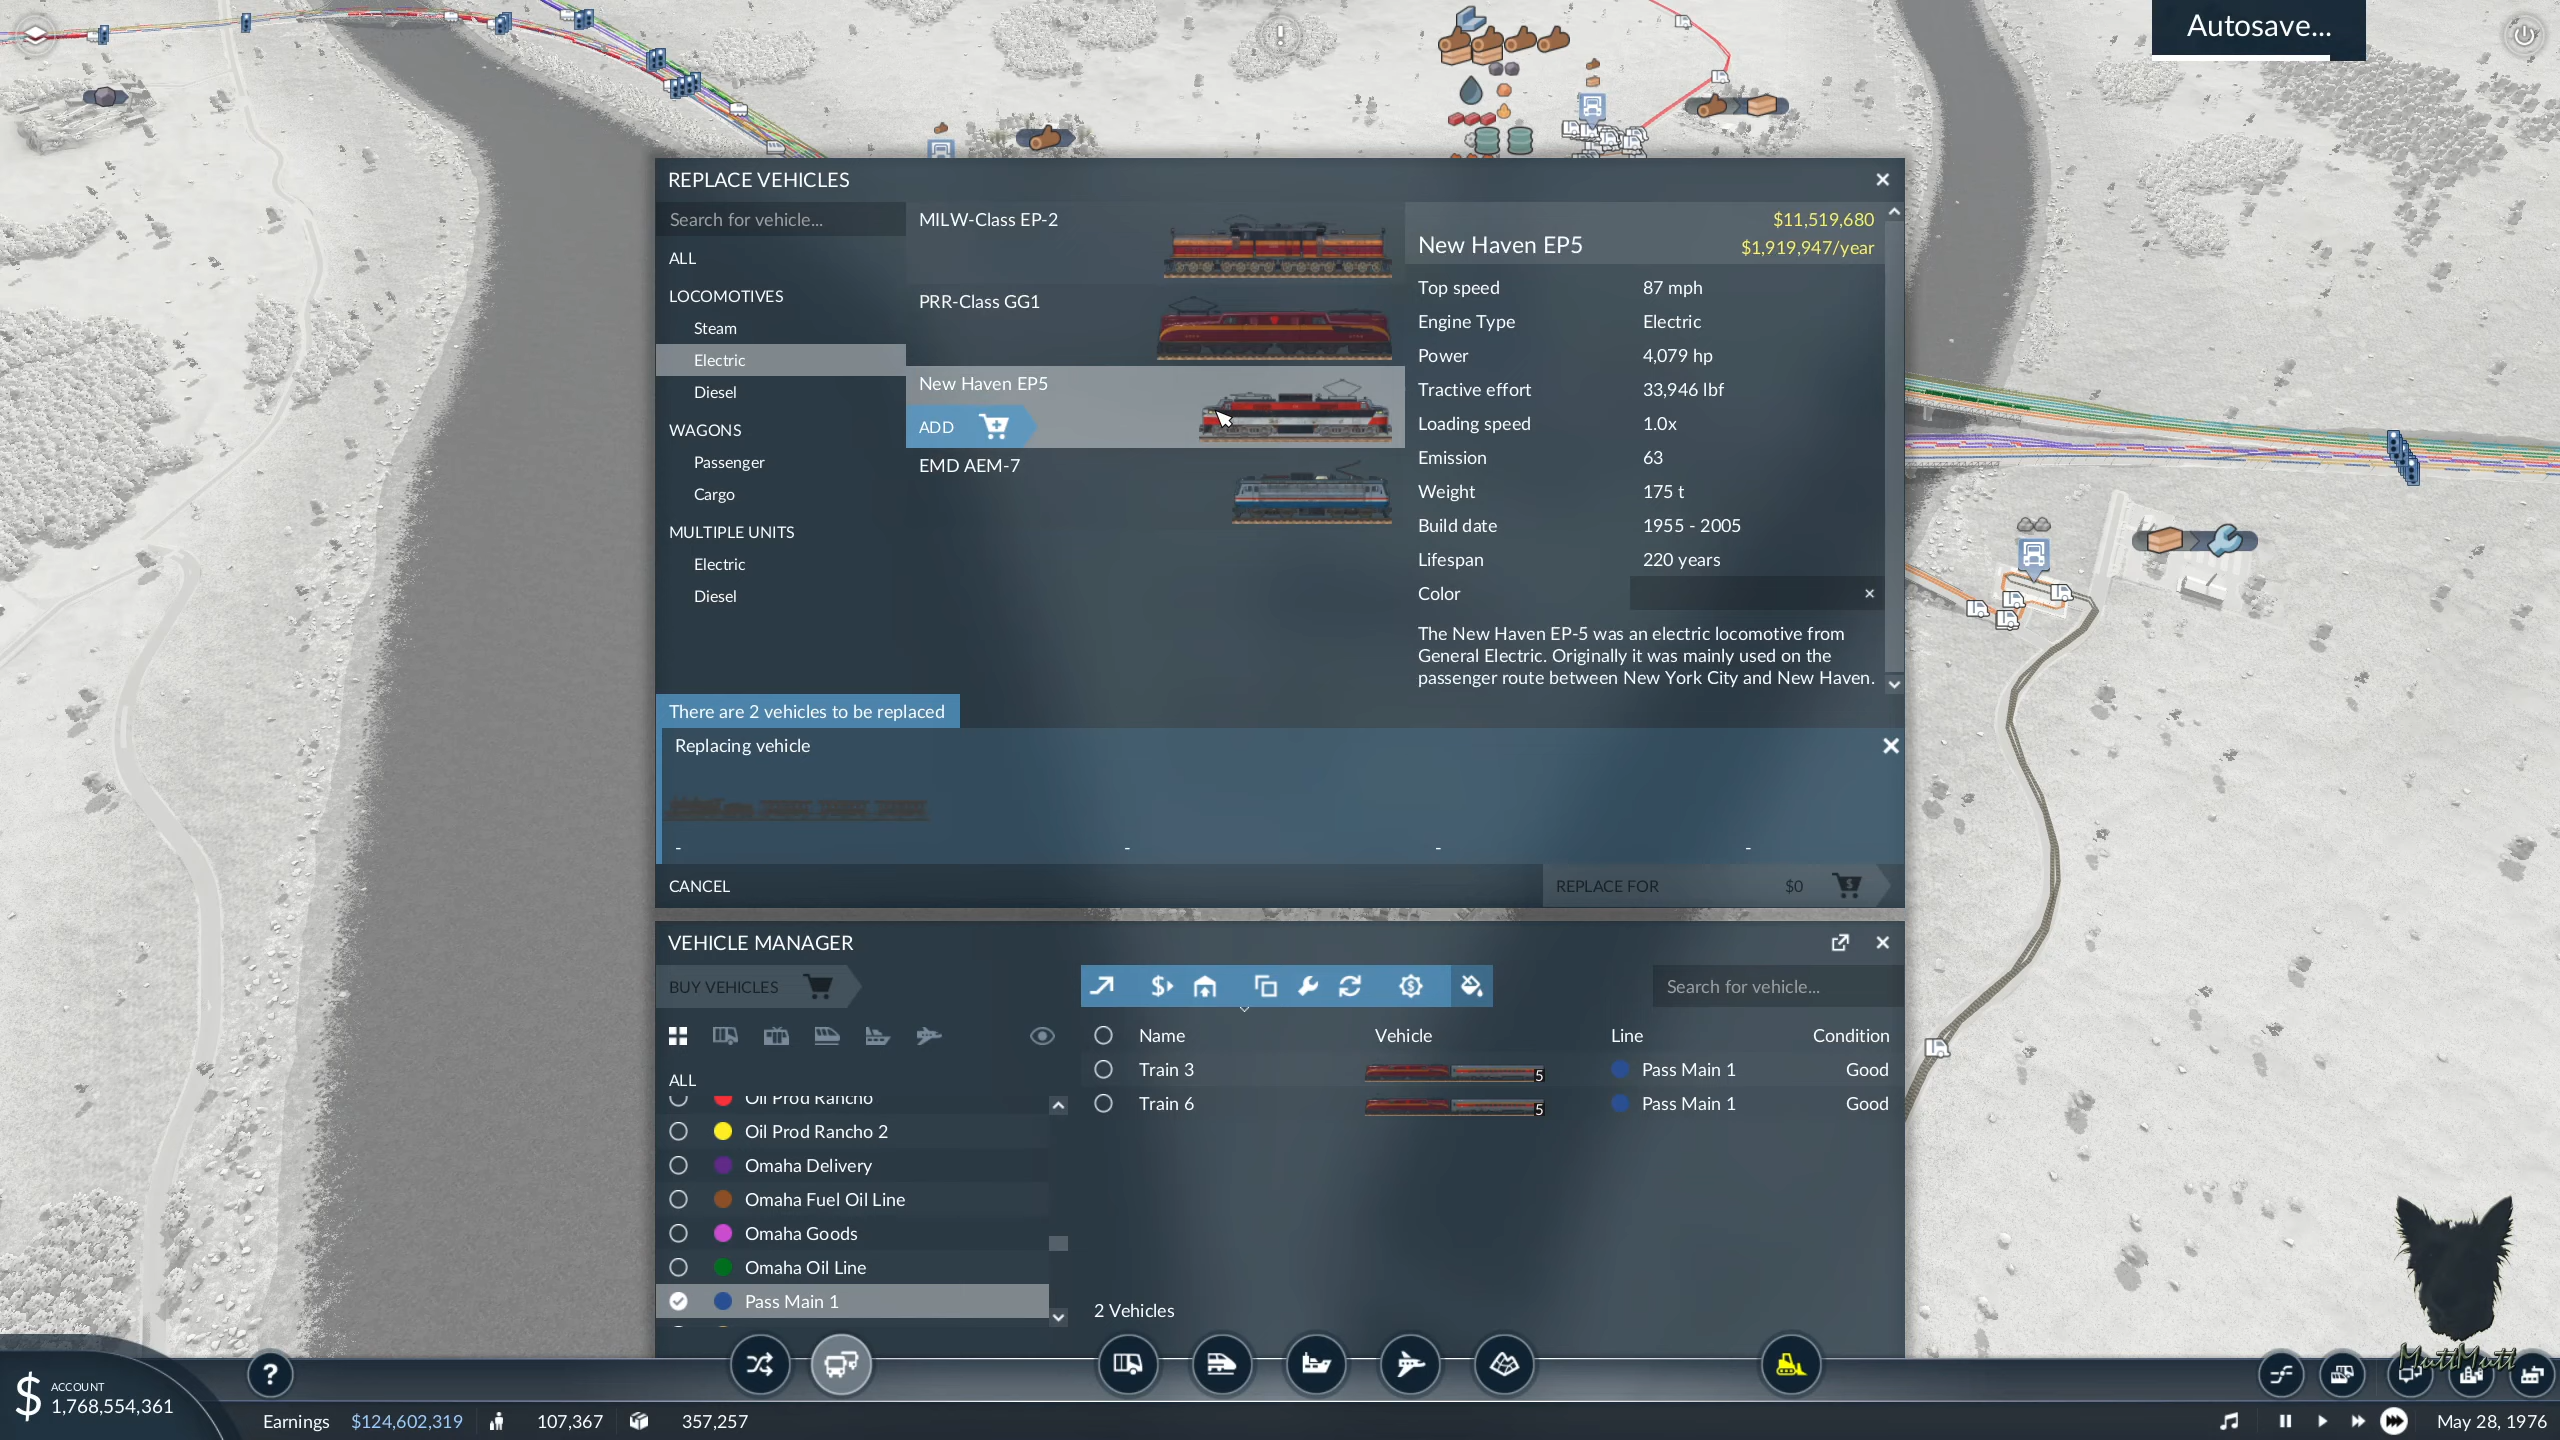 Autosave...
REPLACE VEHICLES
Search for vehicle...
ALL
LOCOMOTIVES
Steam
Electric
Diesel
WAGONS
Passenger
Cargo
MULTIPLE UNITS
Electric
Diesel
MILW-Class EP-2
PRR-Class GG1
New Haven EP5
ADD
EMD AEM-7
$11,519,680
New Haven EP5 $1,919,947/year
Top speed 87 mph
Engine Type Electric
Power 4,079 hp
Tractive effort 33,946 lbf
Loading speed 1.0x
Emission 63
Weight 175 t
Build date 1955 - 2005
Lifespan 220 years
Color
The New Haven EP-5 was an electric locomotive from
General Electric. Originally it was mainly used on the
passenger route between New York City and New Haven.
There are 2 vehicles to be replaced
Replacing vehicle
- - - -
CANCEL
REPLACE FOR $0
VEHICLE MANAGER
BUY VEHICLES
Search for vehicle...
ALL
Oil Prod Rancho
Oil Prod Rancho 2
Omaha Delivery
Omaha Fuel Oil Line
Omaha Goods
Omaha Oil Line
Pass Main 1
Name Vehicle Line Condition
Train 3 5 Pass Main 1 Good
Train 6 5 Pass Main 1 Good
2 Vehicles
MuttMutt
?
$ ACCOUNT
1,768,554,361
Earnings $124,602,319 107,367 357,257
May 28, 1976